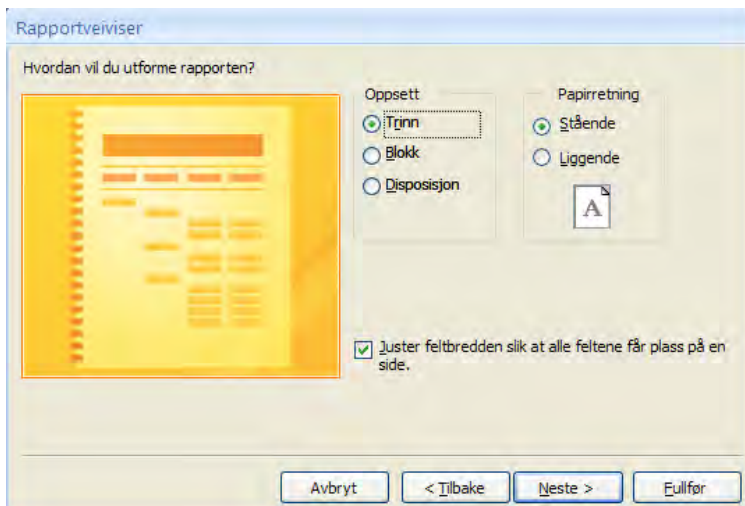 Rapportveiviser
Hvordan vil du utforme rapporten?
Oppsett
Trinn
Blokk
Disposisjon
Papirretning
Stående
Liggende
A
Juster feltbredden slik at alle feltene får plass på en
side.
Avbryt
< Tilbake
Neste >
Fullfør